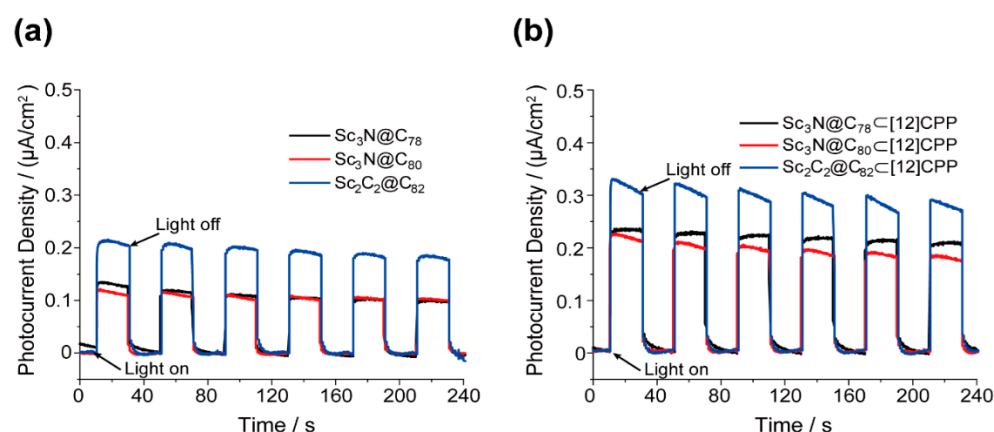 (a)
Photocurrent Density / (μA/cm²)
0.5
0.4
0.3
0.2
0.1
0
Sc₃N@C₇₈
Sc₃N@C₈₀
Sc₂C₂@C₈₂
Light off
Light on
0 40 80 120 160 200 240
Time / s
(b)
Photocurrent Density / (μA/cm²)
0.5
0.4
0.3
0.2
0.1
0
Sc₃N@C₇₈⊂[12]CPP
Sc₃N@C₈₀⊂[12]CPP
Sc₂C₂@C₈₂⊂[12]CPP
Light off
Light on
0 40 80 120 160 200 240
Time / s